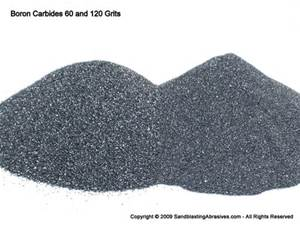 Boron Carbides 60 and 120 Grits
Copyright © 2009 SandblastingAbrasives.com - All Rights Reserved